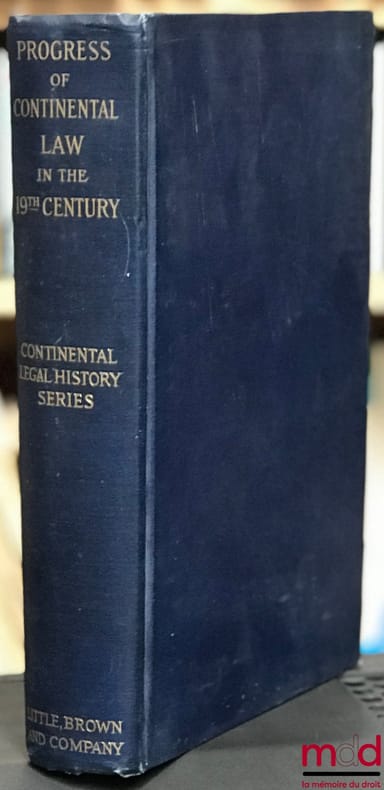 PROGRESS
OF
CONTINENTAL
LAW
IN THE
19TH CENTURY
CONTINENTAL
LEGAL HISTORY
SERIES
LITTLE, BROWN
AND COMPANY
mdd
la mémoire du droit